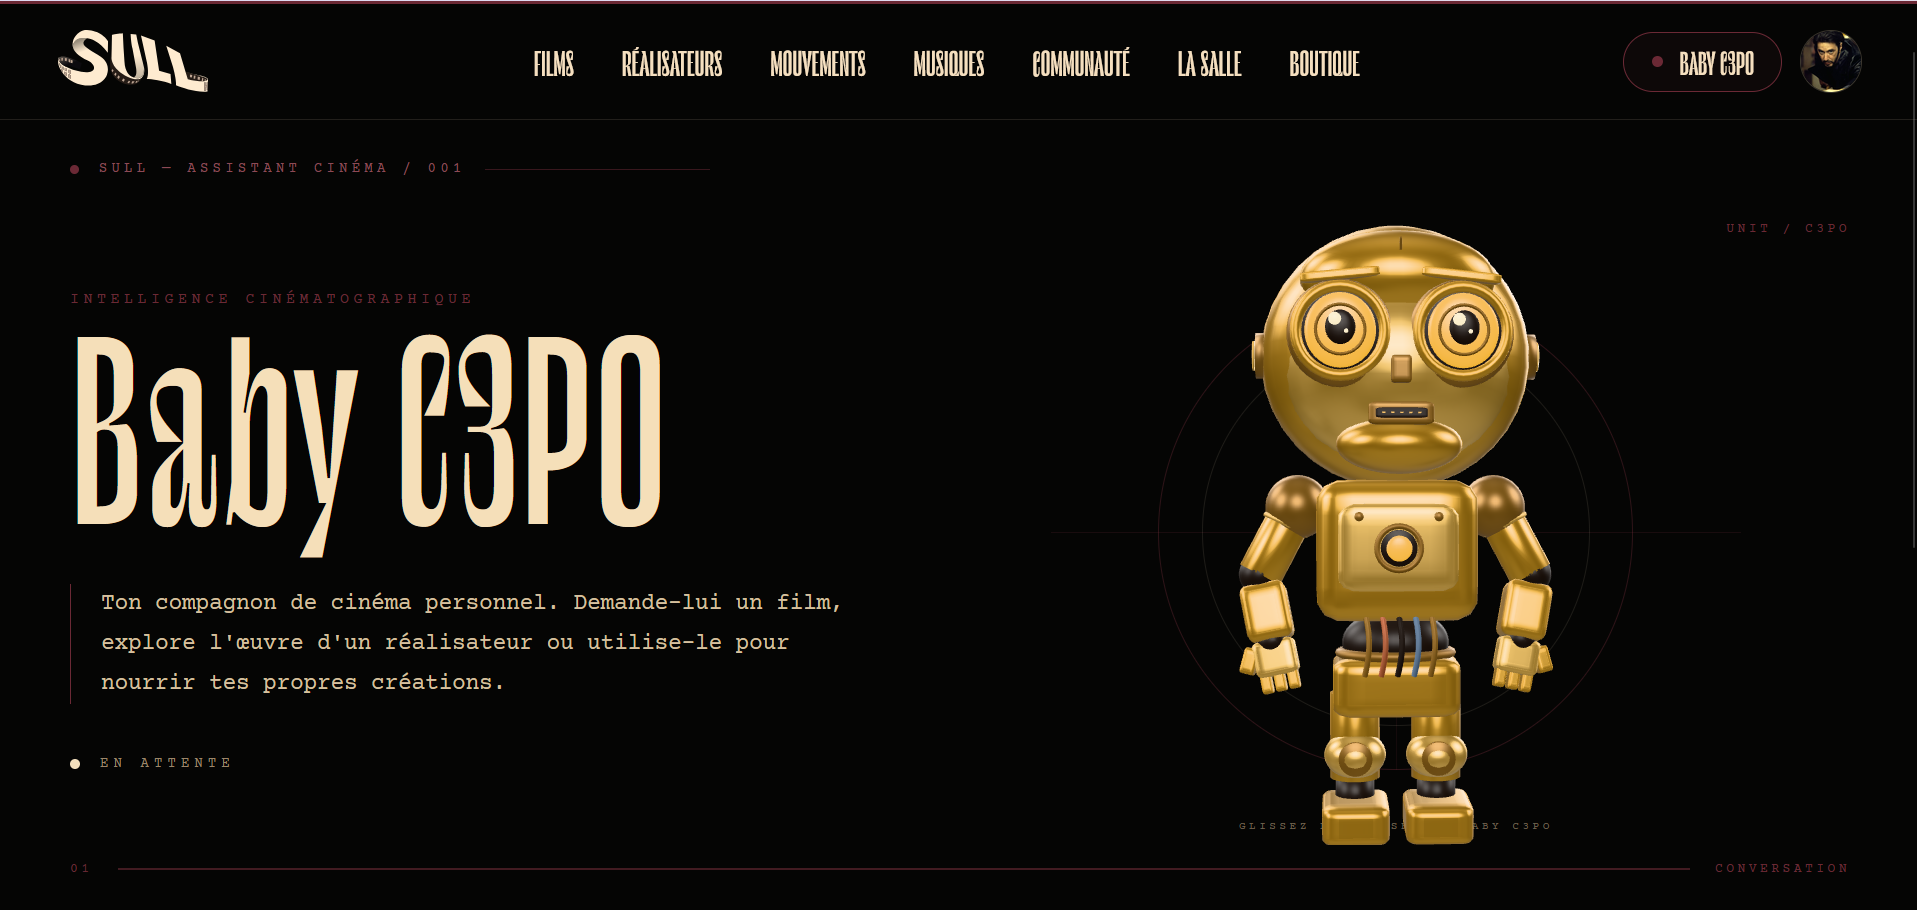 SULL
FILMS RÉALISATEURS MOUVEMENTS MUSIQUES COMMUNAUTÉ LA SALLE BOUTIQUE
BABY C3PO
SULL — ASSISTANT CINÉMA / 001
UNIT / C3PO
INTELLIGENCE CINÉMATOGRAPHIQUE
Baby C3PO
Ton compagnon de cinéma personnel. Demande-lui un film,
explore l'œuvre d'un réalisateur ou utilise-le pour
nourrir tes propres créations.
EN ATTENTE
GLISSEZ C3PO
01
CONVERSATION